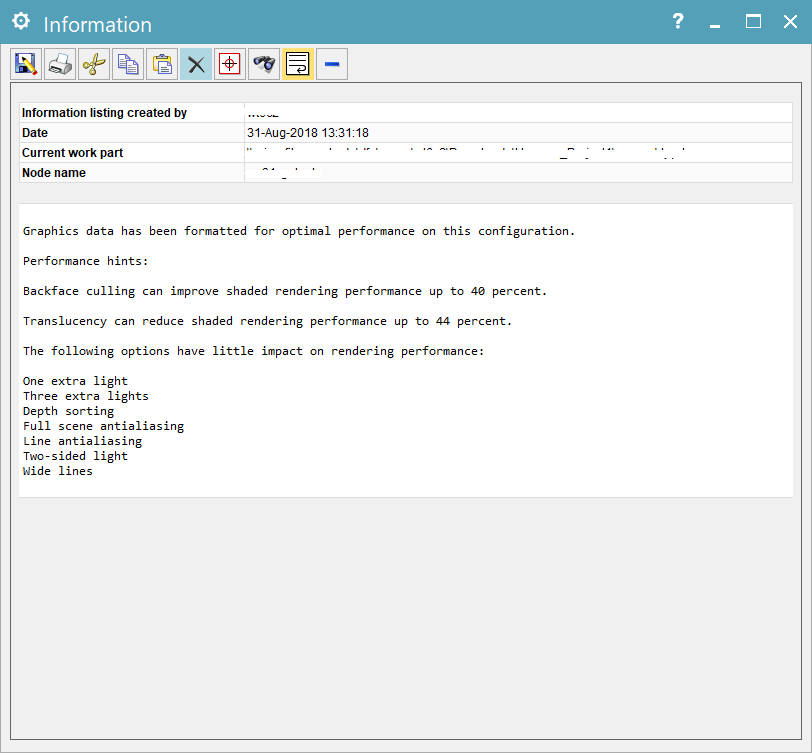 Information
Information listing created by
Date 31-Aug-2018 13:31:18
Current work part
Node name
Graphics data has been formatted for optimal performance on this configuration.
Performance hints:
Backface culling can improve shaded rendering performance up to 40 percent.
Translucency can reduce shaded rendering performance up to 44 percent.
The following options have little impact on rendering performance:
One extra light
Three extra lights
Depth sorting
Full scene antialiasing
Line antialiasing
Two-sided light
Wide lines